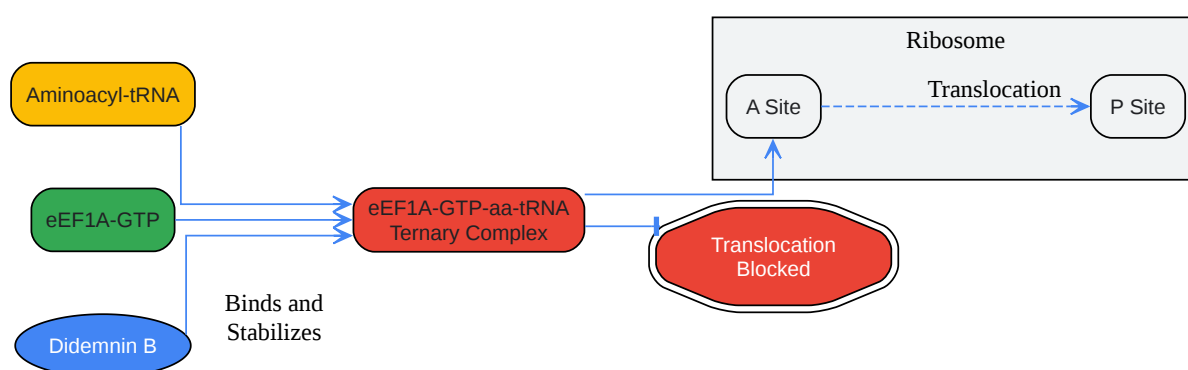 Ribosome
Aminoacyl-tRNA
A Site
Translocation
P Site
eEF1A-GTP
eEF1A-GTP-aa-tRNA
Ternary Complex
Translocation
Blocked
Binds and
Stabilizes
Didemnin B